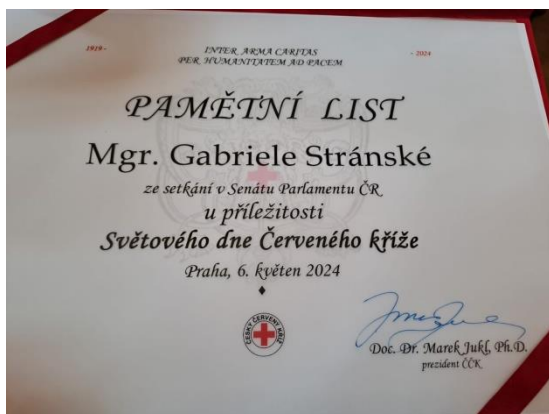 1919 -
INTER ARMA CARITAS
PER HUMANITATEM AD PACEM
- 2024
PAMĚTNÍ LIST
Mgr. Gabriele Stránské
ze setkání v Senátu Parlamentu ČR
u příležitosti
Světového dne Červeného kříže
Praha, 6. květen 2024
ČESKÝ ČERVENÝ KŘÍŽ
Doc. Dr. Marek Jukl, Ph.D.
prezident ČČK